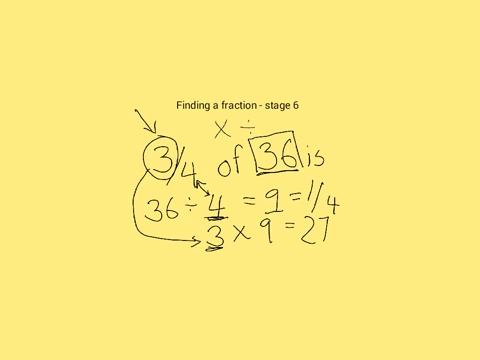 Finding a fraction - stage 6
× ÷
3/4 of 36 is
36 ÷ 4 = 9 = 1/4
3 × 9 = 27